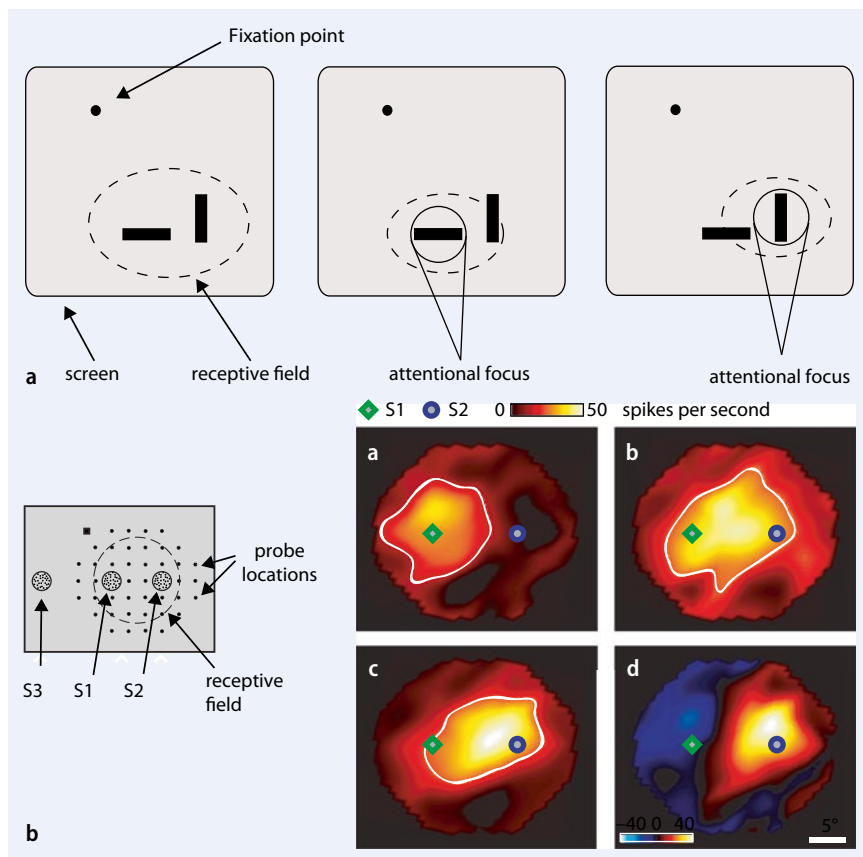 Fixation point
a
screen
receptive field
attentional focus
attentional focus
S1 S2 0 50 spikes per second
a
b
probe
locations
S3
S1
S2
receptive
field
c
d
−40 0 40
5°
b